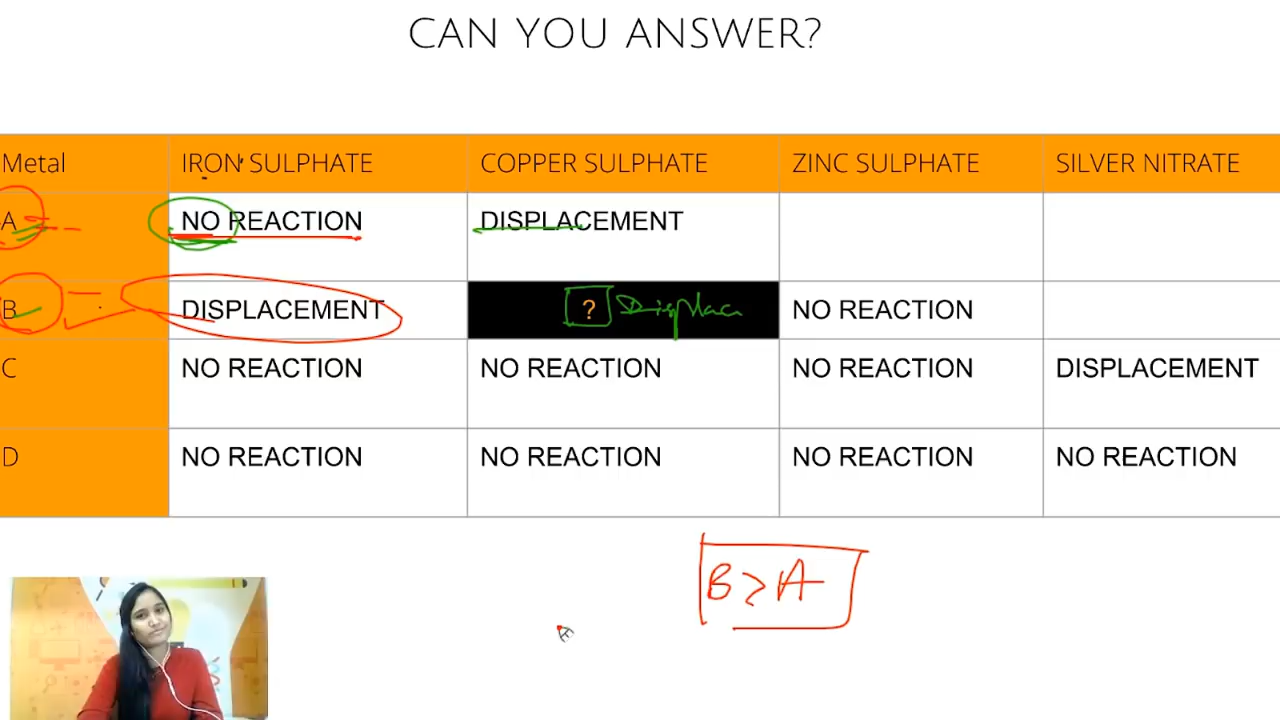 CAN YOU ANSWER?
Metal IRON SULPHATE COPPER SULPHATE ZINC SULPHATE SILVER NITRATE
A NO REACTION DISPLACEMENT
B DISPLACEMENT ? Displac NO REACTION
C NO REACTION NO REACTION NO REACTION DISPLACEMENT
D NO REACTION NO REACTION NO REACTION NO REACTION
B > A